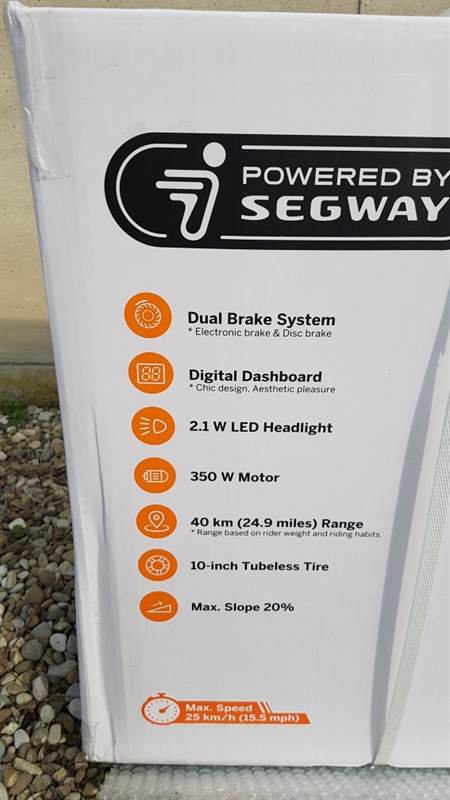 POWERED BY
SEGWAY
Dual Brake System
* Electronic brake & Disc brake
88
Digital Dashboard
* Chic design, Aesthetic pleasure
2.1 W LED Headlight
350 W Motor
40 km (24.9 miles) Range
* Range based on rider weight and riding habits.
10-inch Tubeless Tire
Max. Slope 20%
Max. Speed
25 km/h (15.5 mph)